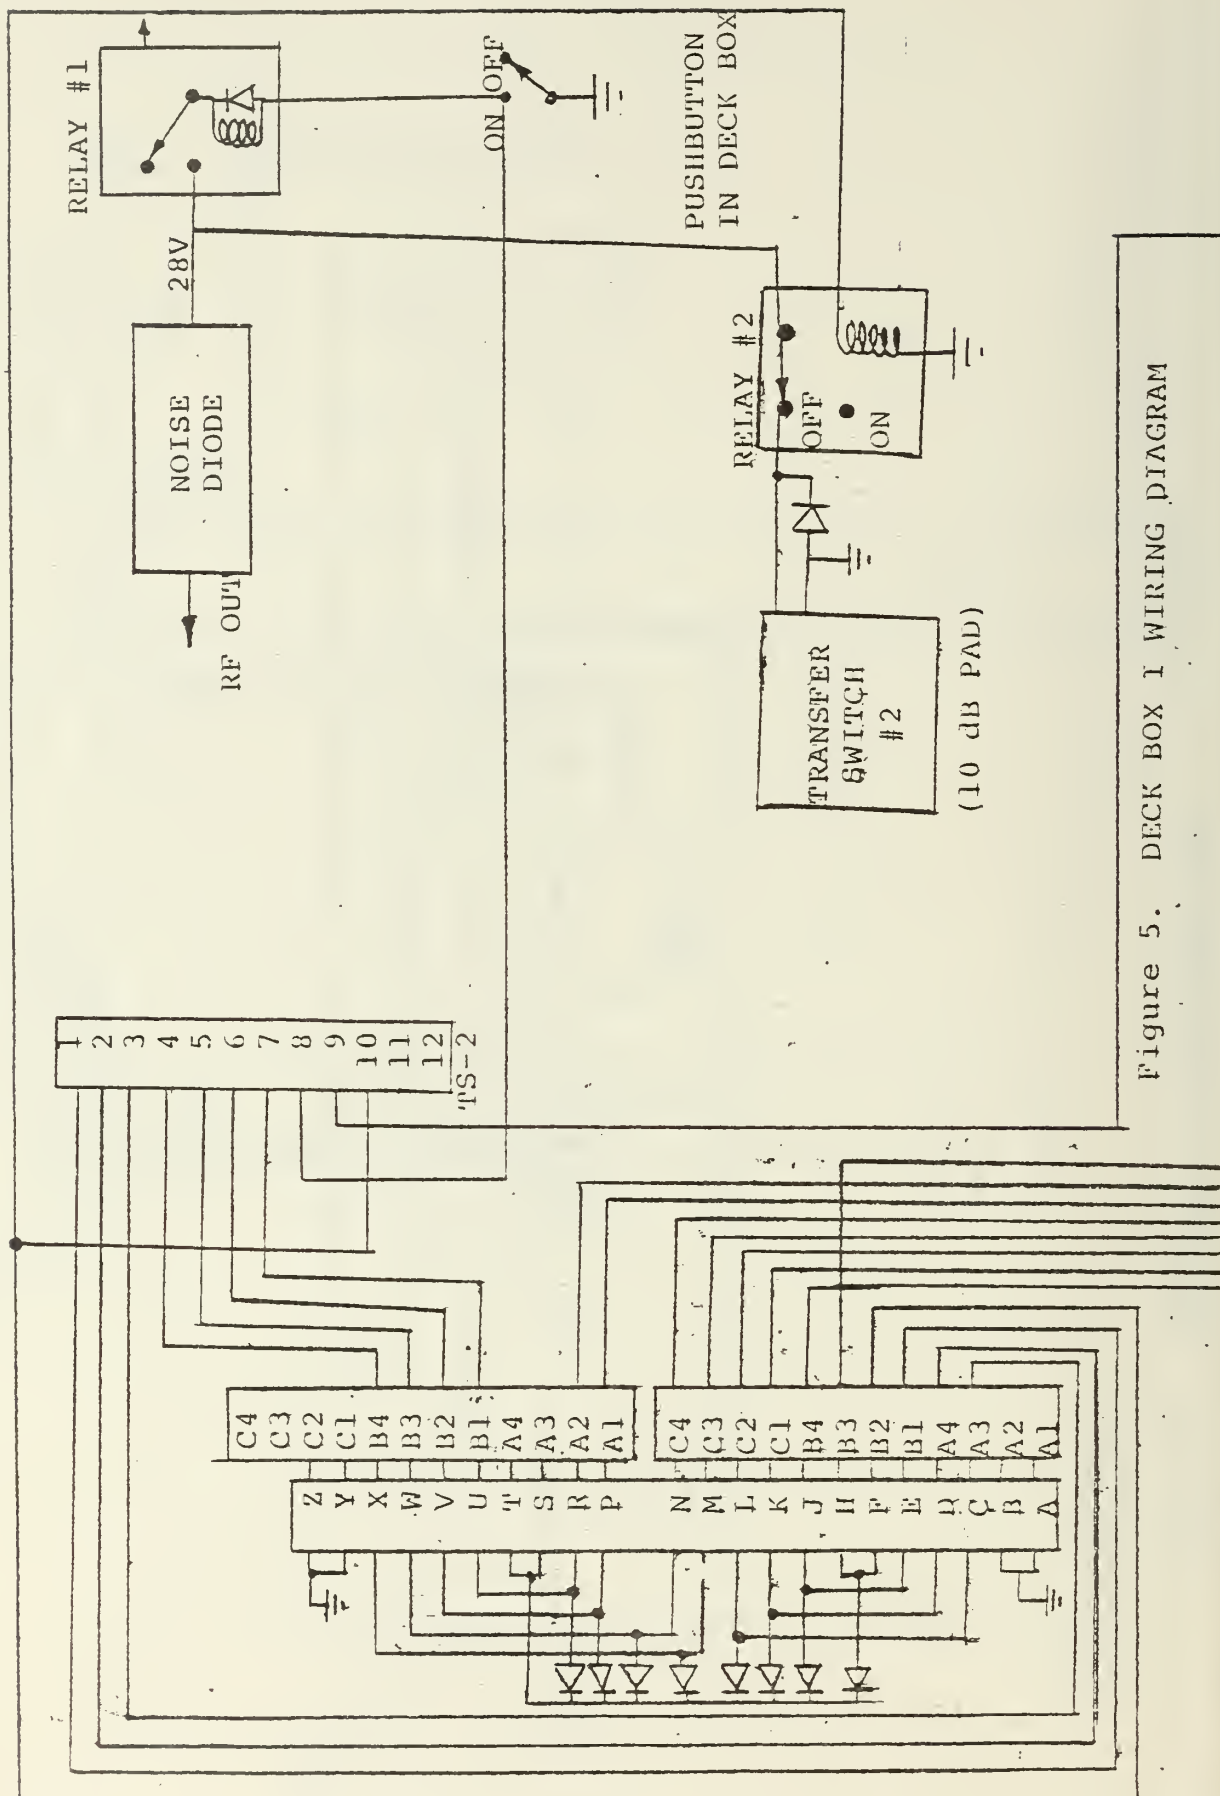 RELAY #1
OFF
ON
PUSHBUTTON
IN DECK BOX
28V
NOISE
DIODE
RF OUT
RELAY #2
OFF
ON
TRANSFER
SWITCH
#2
(10 dB PAD)
1
2
3
4
5
6
7
8
9
10
11
12
TS-2
C4
C3
C2
C1
B4
B3
B2
B1
A4
A3
A2
A1
C4
C3
C2
C1
B4
B3
B2
B1
A4
A3
A2
A1
Z
Y
X
W
V
U
T
S
R
P
N
M
L
K
J
H
F
E
D
C
B
A
Figure 5. DECK BOX 1 WIRING DIAGRAM